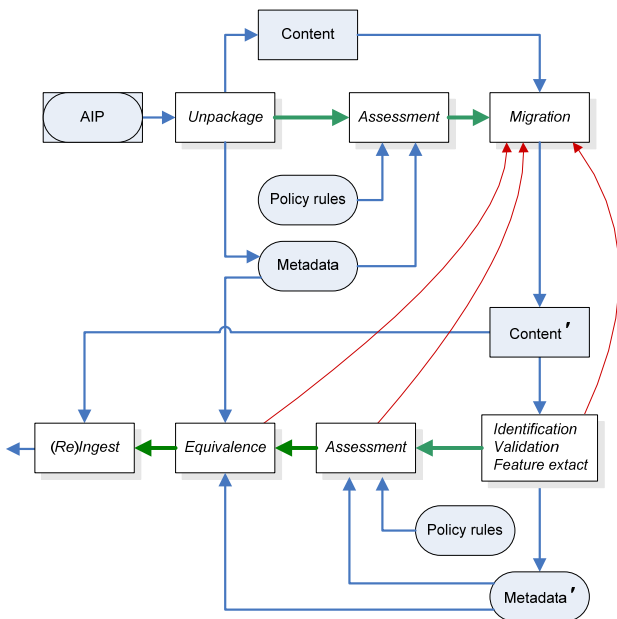 Content
AIP
Unpackage
Assessment
Migration
Policy rules
Metadata
Content′
(Re)Ingest
Equivalence
Assessment
Identification
Validation
Feature extact
Policy rules
Metadata′